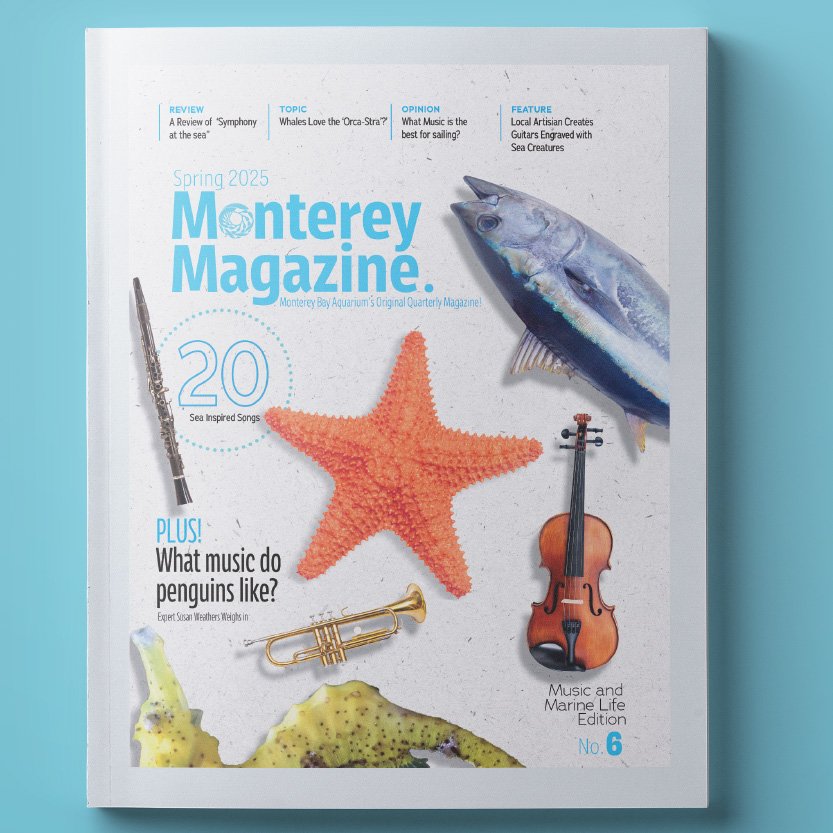 REVIEW
A Review of 'Symphony
at the sea"
TOPIC
Whales Love the 'Orca-Stra'?'
OPINION
What Music is the
best for sailing?
FEATURE
Local Artisian Creates
Guitars Engraved with
Sea Creatures
Spring 2025
Monterey
Magazine.
Monterey Bay Aquarium's Original Quarterly Magazine!
20
Sea Inspired Songs
PLUS!
What music do
penguins like?
Expert Susan Weathers Weighs in
Music and
Marine Life
Edition
No.6